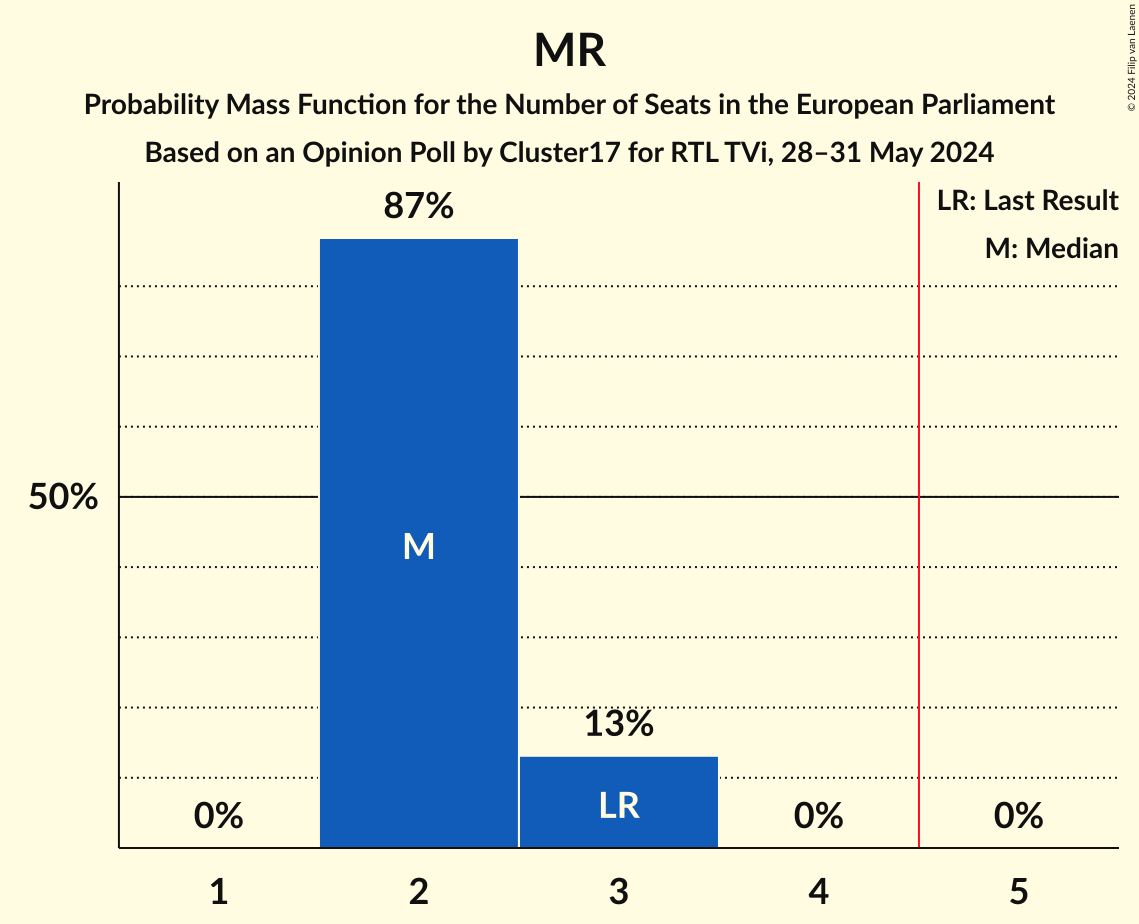 MR
Probability Mass Function for the Number of Seats in the European Parliament
Based on an Opinion Poll by Cluster17 for RTL TVi, 28–31 May 2024
© 2024 Filip van Laenen
LR: Last Result
M: Median
87%
50%
M
13%
LR
0%
0%
0%
1
2
3
4
5